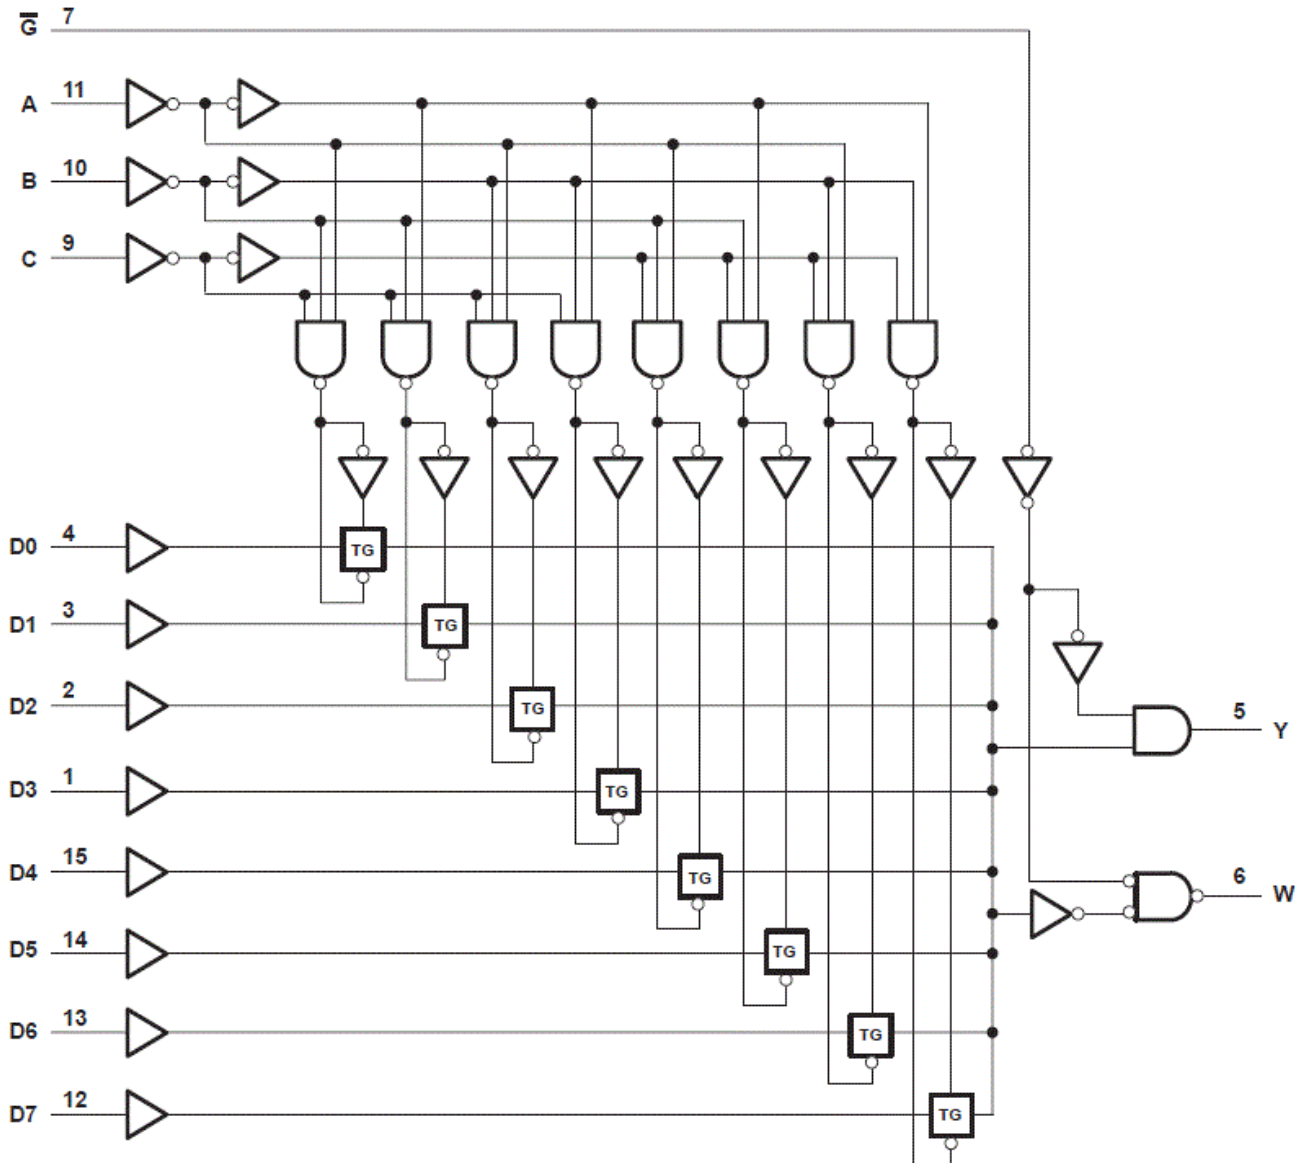 G̅ 7
A 11
B 10
C 9
D0 4
TG
D1 3
TG
D2 2
TG
5 Y
D3 1
TG
D4 15
TG
6 W
D5 14
TG
D6 13
TG
D7 12
TG